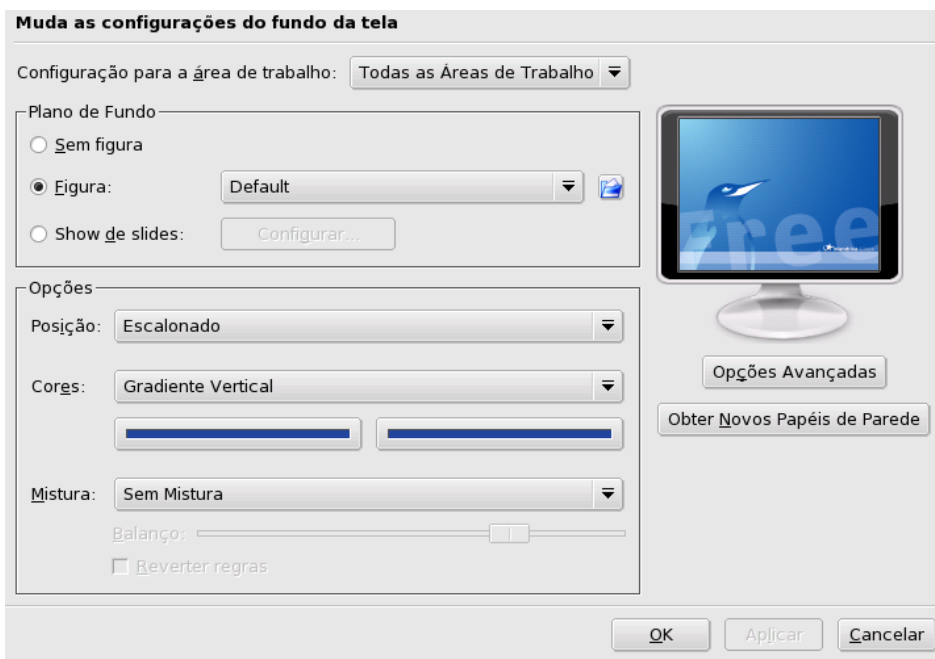 Muda as configurações do fundo da tela
Configuração para a área de trabalho: Todas as Áreas de Trabalho
Plano de Fundo
Sem figura
Figura: Default
Show de slides: Configurar...
Free
Opções
Posição: Escalonado
Cores: Gradiente Vertical
Mistura: Sem Mistura
Balanço:
Reverter regras
Opções Avançadas
Obter Novos Papéis de Parede
OK Aplicar Cancelar